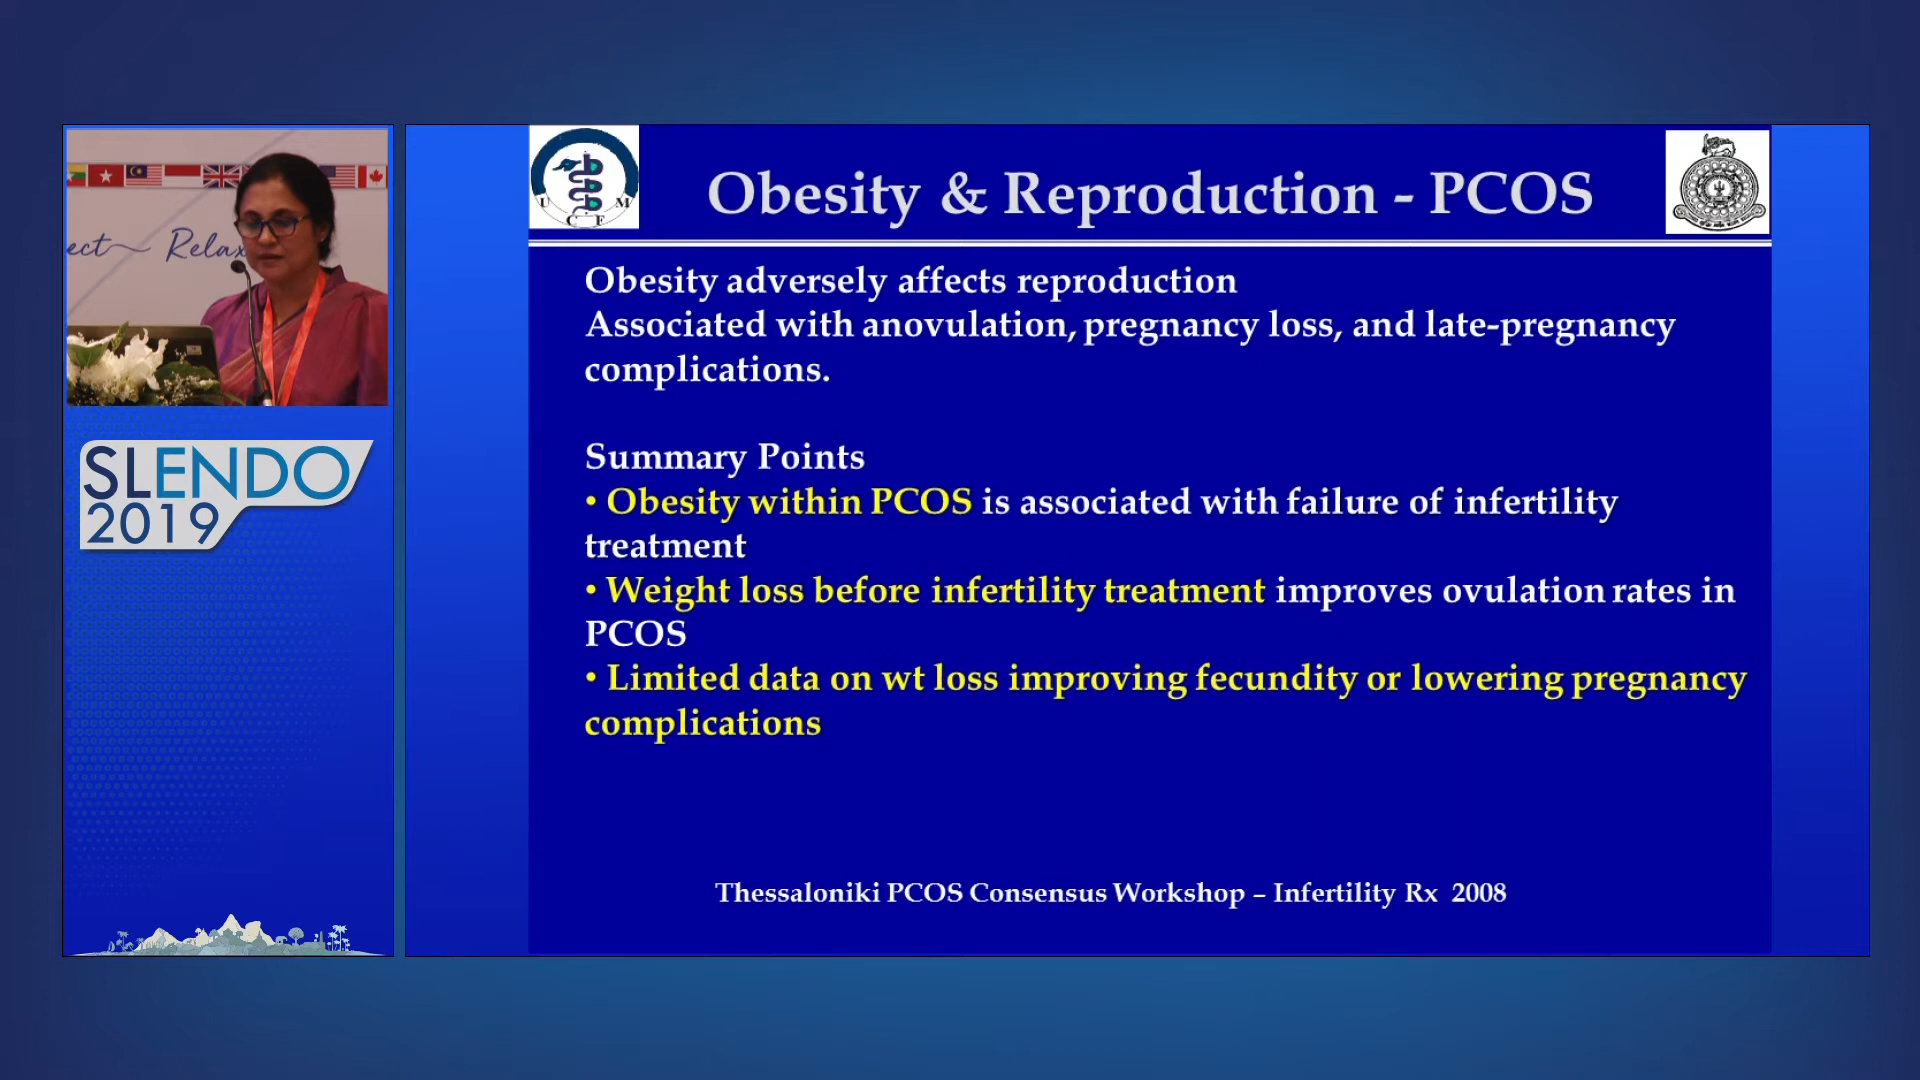 ect Relax
SLENDO
2019
U C F M
Obesity & Reproduction - PCOS
Obesity adversely affects reproduction
Associated with anovulation, pregnancy loss, and late-pregnancy
complications.
Summary Points
• Obesity within PCOS is associated with failure of infertility
treatment
• Weight loss before infertility treatment improves ovulation rates in
PCOS
• Limited data on wt loss improving fecundity or lowering pregnancy
complications
Thessaloniki PCOS Consensus Workshop – Infertility Rx 2008